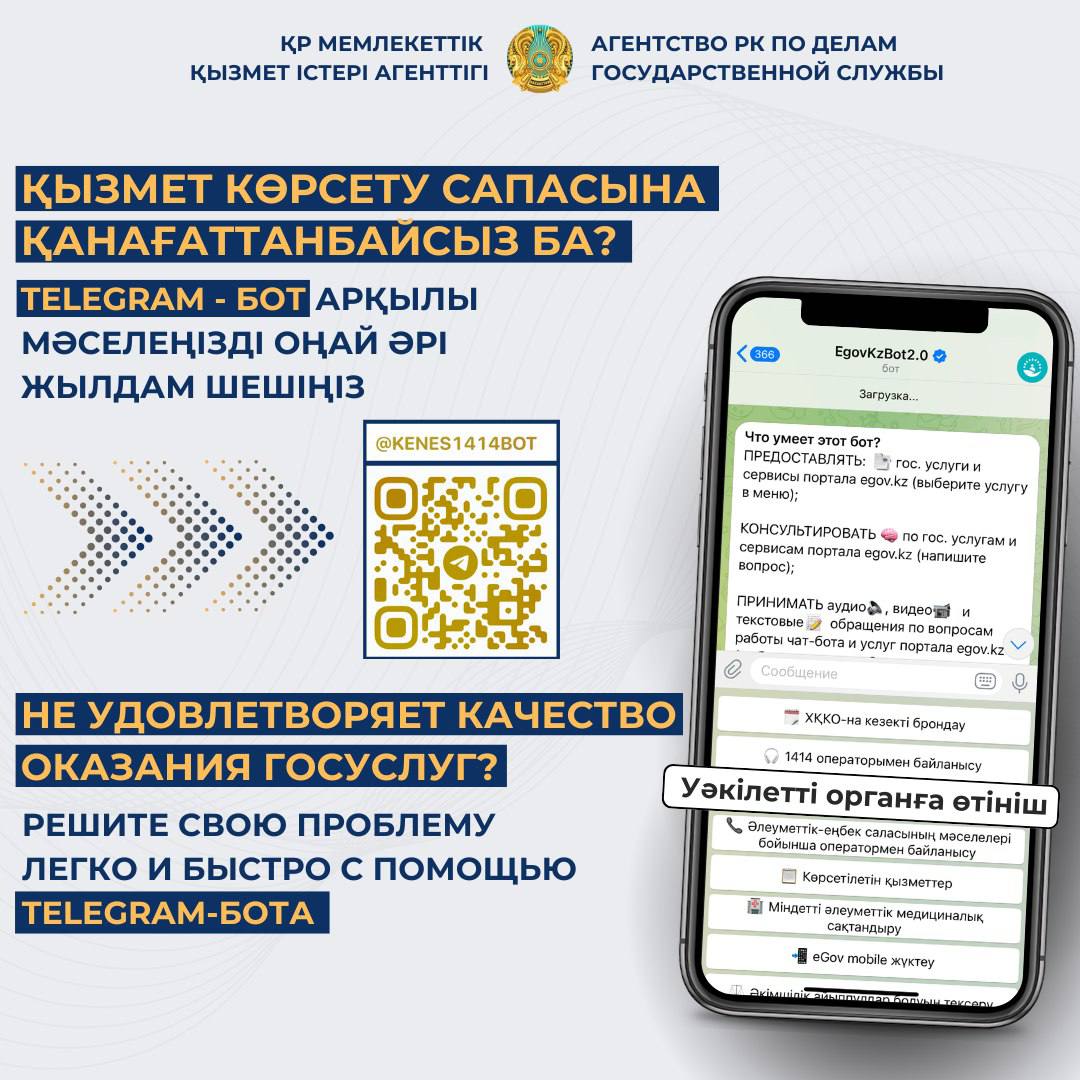 ҚР МЕМЛЕКЕТТІК
ҚЫЗМЕТ ІСТЕРІ АГЕНТТІГІ
АГЕНТСТВО РК ПО ДЕЛАМ
ГОСУДАРСТВЕННОЙ СЛУЖБЫ
ҚЫЗМЕТ КӨРСЕТУ САПАСЫНА
ҚАНАҒАТТАНБАЙСЫЗ БА?
TELEGRAM - БОТ АРҚЫЛЫ
МӘСЕЛЕҢІЗДІ ОҢАЙ ӘРІ
ЖЫЛДАМ ШЕШІҢІЗ
@KENES1414BOT
НЕ УДОВЛЕТВОРЯЕТ КАЧЕСТВО
ОКАЗАНИЯ ГОСУСЛУГ?
РЕШИТЕ СВОЮ ПРОБЛЕМУ
ЛЕГКО И БЫСТРО С ПОМОЩЬЮ
TELEGRAM-БОТА
366
EgovKzBot2.0
бот
Загрузка...
Что умеет этот бот?
ПРЕДОСТАВЛЯТЬ: гос. услуги и
сервисы портала egov.kz (выберите услугу
в меню);
КОНСУЛЬТИРОВАТЬ 🧠 по гос. услугам и
сервисам портала egov.kz (напишите
вопрос);
ПРИНИМАТЬ аудио🔈, видео📹 и
текстовые 📝 обращения по вопросам
работы чат-бота и услуг портала egov.kz
Сообщение
ХҚКО-на кезекті брондау
🎧 1414 операторымен байланысу
Уәкілетті органға өтініш
📞 Әлеуметтік-еңбек саласының мәселелері
бойынша оператормен байланысу
📋 Көрсетілетін қызметтер
🏥 Міндетті әлеуметтік медициналық
сақтандыру
📲 eGov mobile жүктеу
Әкімшілік айыппұлдар болуын тексеру